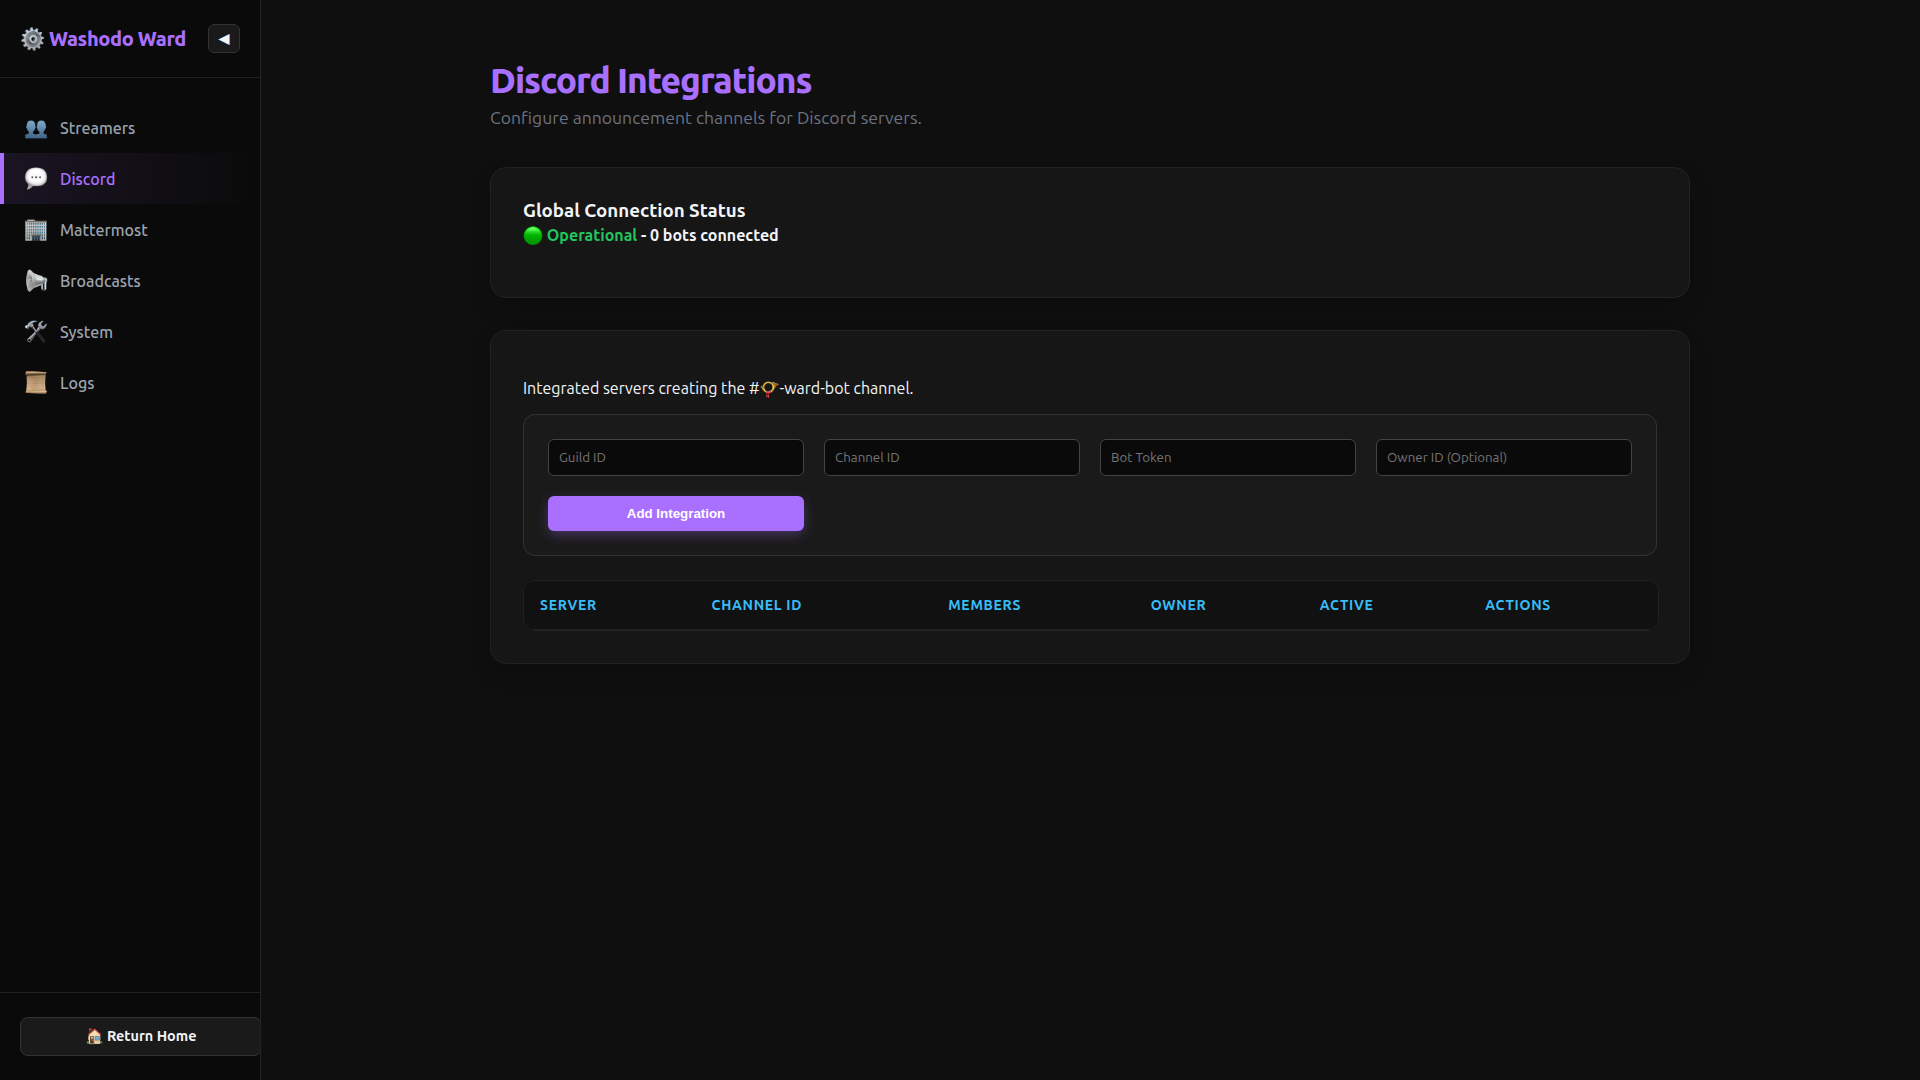 ⚙️ Washodo Ward
◀
👥 Streamers
💬 Discord
🏢 Mattermost
📢 Broadcasts
🛠️ System
📜 Logs
🏠 Return Home
Discord Integrations
Configure announcement channels for Discord servers.
Global Connection Status
🟢 Operational - 0 bots connected
Integrated servers creating the #📯-ward-bot channel.
Guild ID
Channel ID
Bot Token
Owner ID (Optional)
Add Integration
SERVER CHANNEL ID MEMBERS OWNER ACTIVE ACTIONS